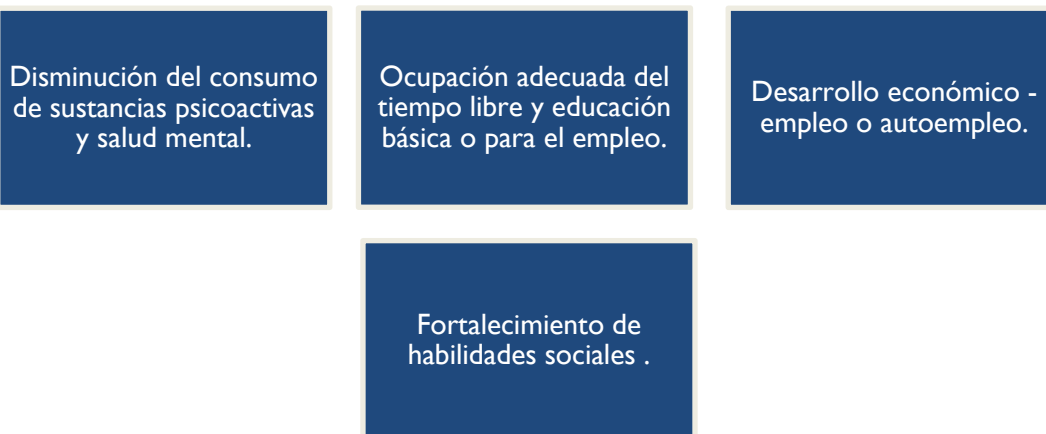 Disminución del consumo
de sustancias psicoactivas
y salud mental.
Ocupación adecuada del
tiempo libre y educación
básica o para el empleo.
Desarrollo económico -
empleo o autoempleo.
Fortalecimiento de
habilidades sociales .